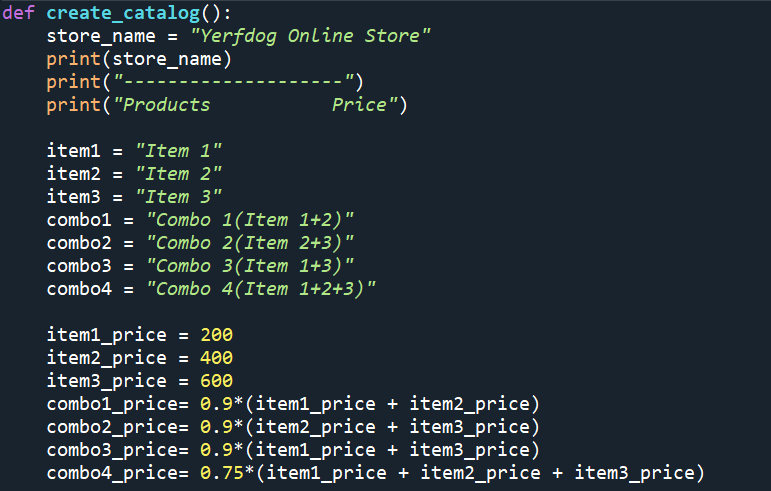 def create_catalog():
    store_name = "Yerfdog Online Store"
    print(store_name)
    print("--------------------")
    print("Products           Price")

    item1 = "Item 1"
    item2 = "Item 2"
    item3 = "Item 3"
    combo1 = "Combo 1(Item 1+2)"
    combo2 = "Combo 2(Item 2+3)"
    combo3 = "Combo 3(Item 1+3)"
    combo4 = "Combo 4(Item 1+2+3)"

    item1_price = 200
    item2_price = 400
    item3_price = 600
    combo1_price= 0.9*(item1_price + item2_price)
    combo2_price= 0.9*(item2_price + item3_price)
    combo3_price= 0.9*(item1_price + item3_price)
    combo4_price= 0.75*(item1_price + item2_price + item3_price)